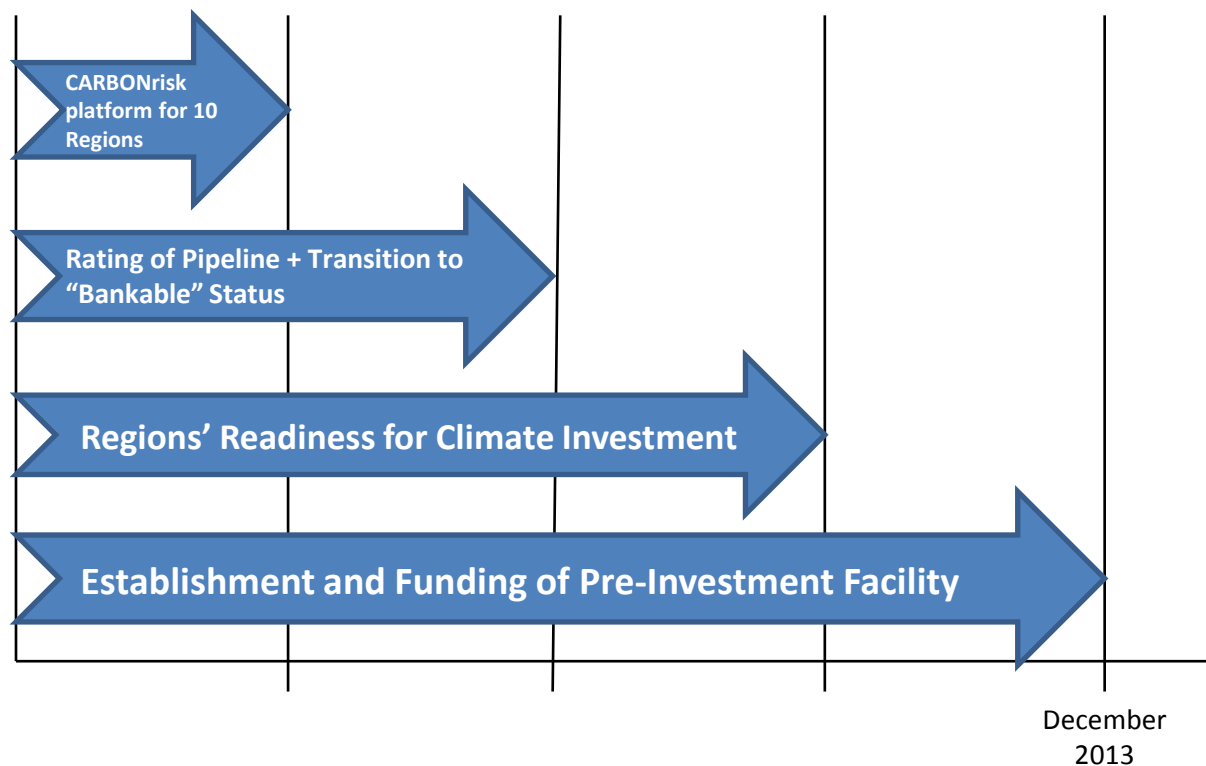 CARBONrisk
platform for 10
Regions
Rating of Pipeline + Transition to
“Bankable” Status
Regions’ Readiness for Climate Investment
Establishment and Funding of Pre-Investment Facility
December
2013